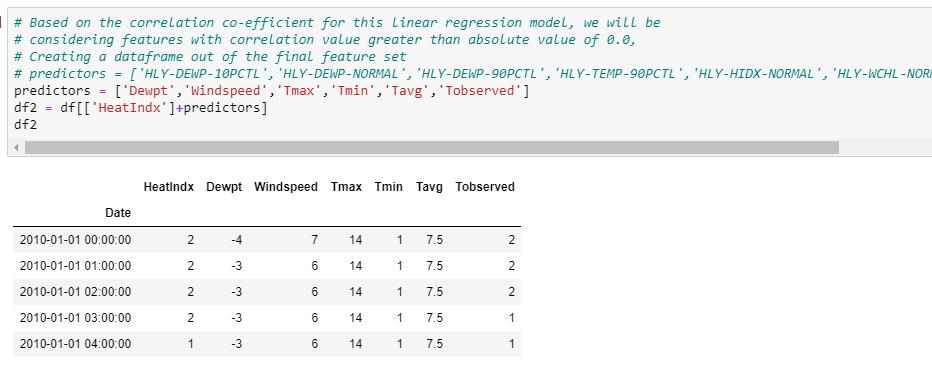 # Based on the correlation co-efficient for this linear regression model, we will be
# considering features with correlation value greater than absolute value of 0.0,
# Creating a dataframe out of the final feature set
# predictors = ['HLY-DEWP-10PCTL','HLY-DEWP-NORMAL','HLY-DEWP-90PCTL','HLY-TEMP-90PCTL','HLY-HIDX-NORMAL','HLY-WCHL-NORM
predictors = ['Dewpt','Windspeed','Tmax','Tmin','Tavg','Tobserved']
df2 = df[['HeatIndx']+predictors]
df2
HeatIndx Dewpt Windspeed Tmax Tmin Tavg Tobserved
Date
2010-01-01 00:00:00 2 -4 7 14 1 7.5 2
2010-01-01 01:00:00 2 -3 6 14 1 7.5 2
2010-01-01 02:00:00 2 -3 6 14 1 7.5 2
2010-01-01 03:00:00 2 -3 6 14 1 7.5 1
2010-01-01 04:00:00 1 -3 6 14 1 7.5 1